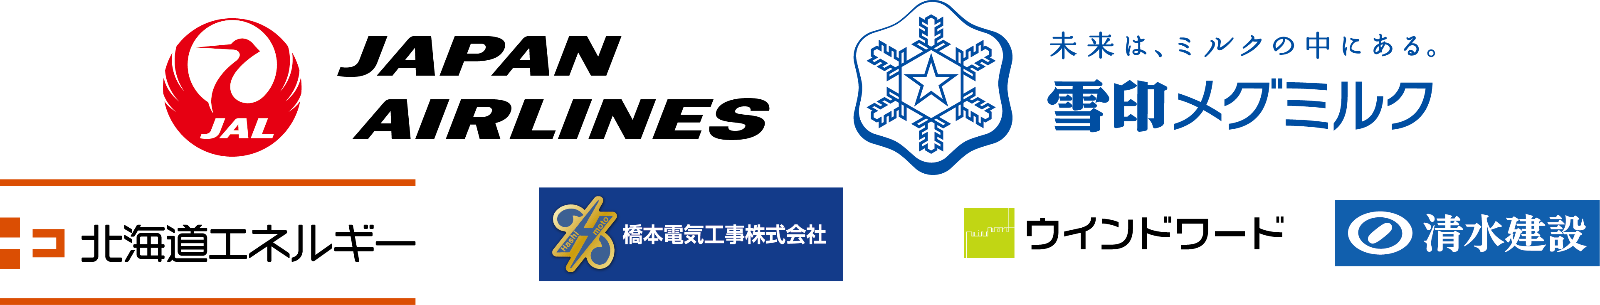 JAL
JAPAN
AIRLINES
未来は、ミルクの中にある。
雪印メグミルク
北海道エネルギー
Hashi
moto
橋本電気工事株式会社
ウインドワード
清水建設